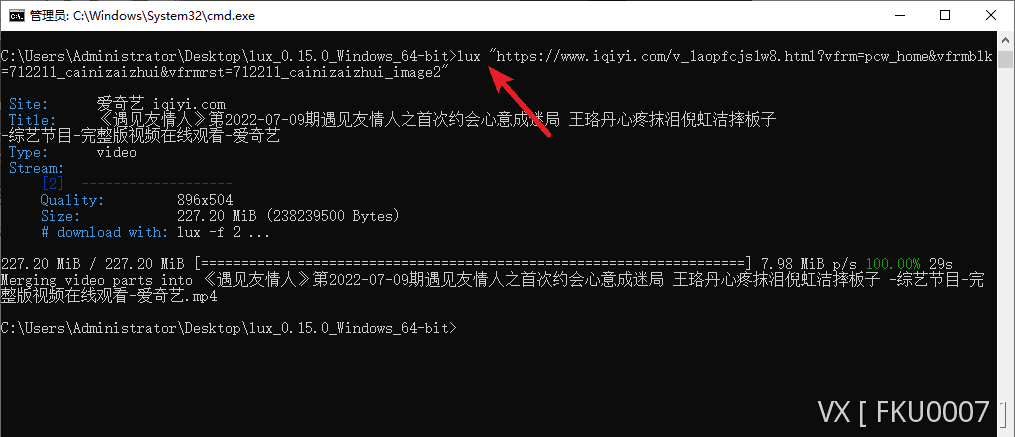 管理员: C:\Windows\System32\cmd.exe
C:\Users\Administrator\Desktop\lux_0.15.0_Windows_64-bit>lux "https://www.iqiyi.com/v_1aopfcjslw8.html?vfrm=pcw_home&vfrmblk
=712211_cainizaizhui&vfrmrst=712211_cainizaizhui_image2"
Site: 爱奇艺 iqiyi.com
Title: 《遇见友情人》第2022-07-09期遇见友情人之首次约会心意成迷局 王珞丹心疼抹泪倪虹洁摔板子
-综艺节目-完整版视频在线观看-爱奇艺
Type: video
Stream:
[2] -------------------
Quality: 896x504
Size: 227.20 MiB (238239500 Bytes)
# download with: lux -f 2 ...
227.20 MiB / 227.20 MiB [===================================================================] 7.98 MiB p/s 100.00% 29s
Merging video parts into 《遇见友情人》第2022-07-09期遇见友情人之首次约会心意成迷局 王珞丹心疼抹泪倪虹洁摔板子 -综艺节目-完
整版视频在线观看-爱奇艺.mp4
C:\Users\Administrator\Desktop\lux_0.15.0_Windows_64-bit>
VX [ FKU0007 ]